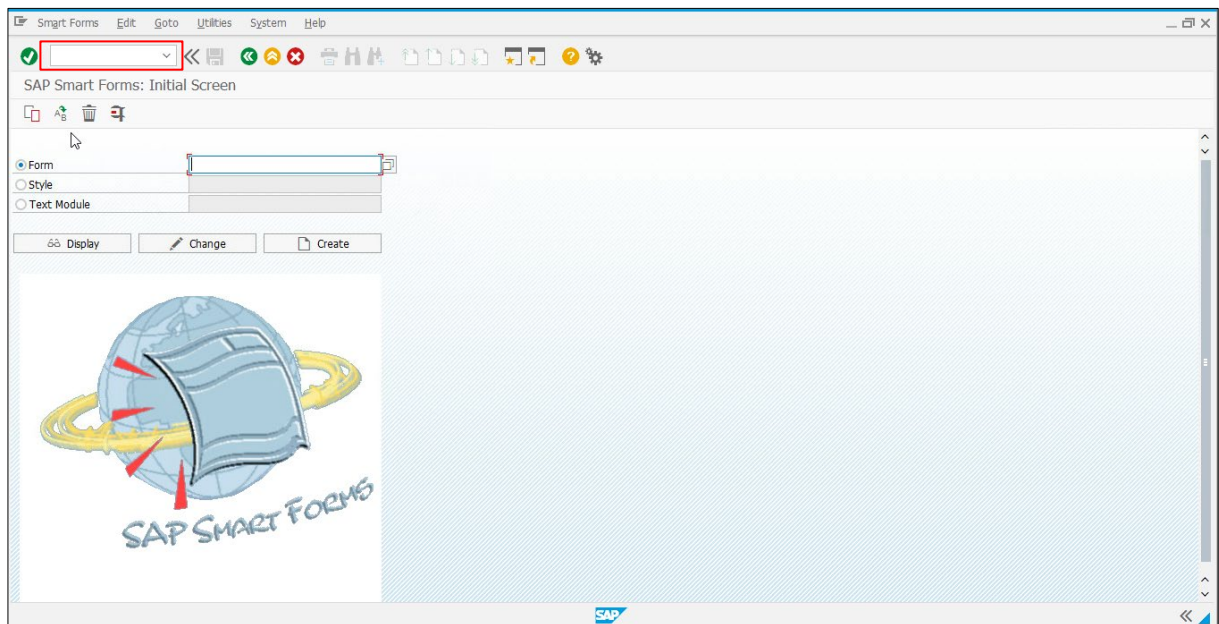 Smart Forms Edit Goto Utilities System Help
SAP Smart Forms: Initial Screen
A B
Form
Style
Text Module
Display Change Create
SAP SMART FORMS
SAP